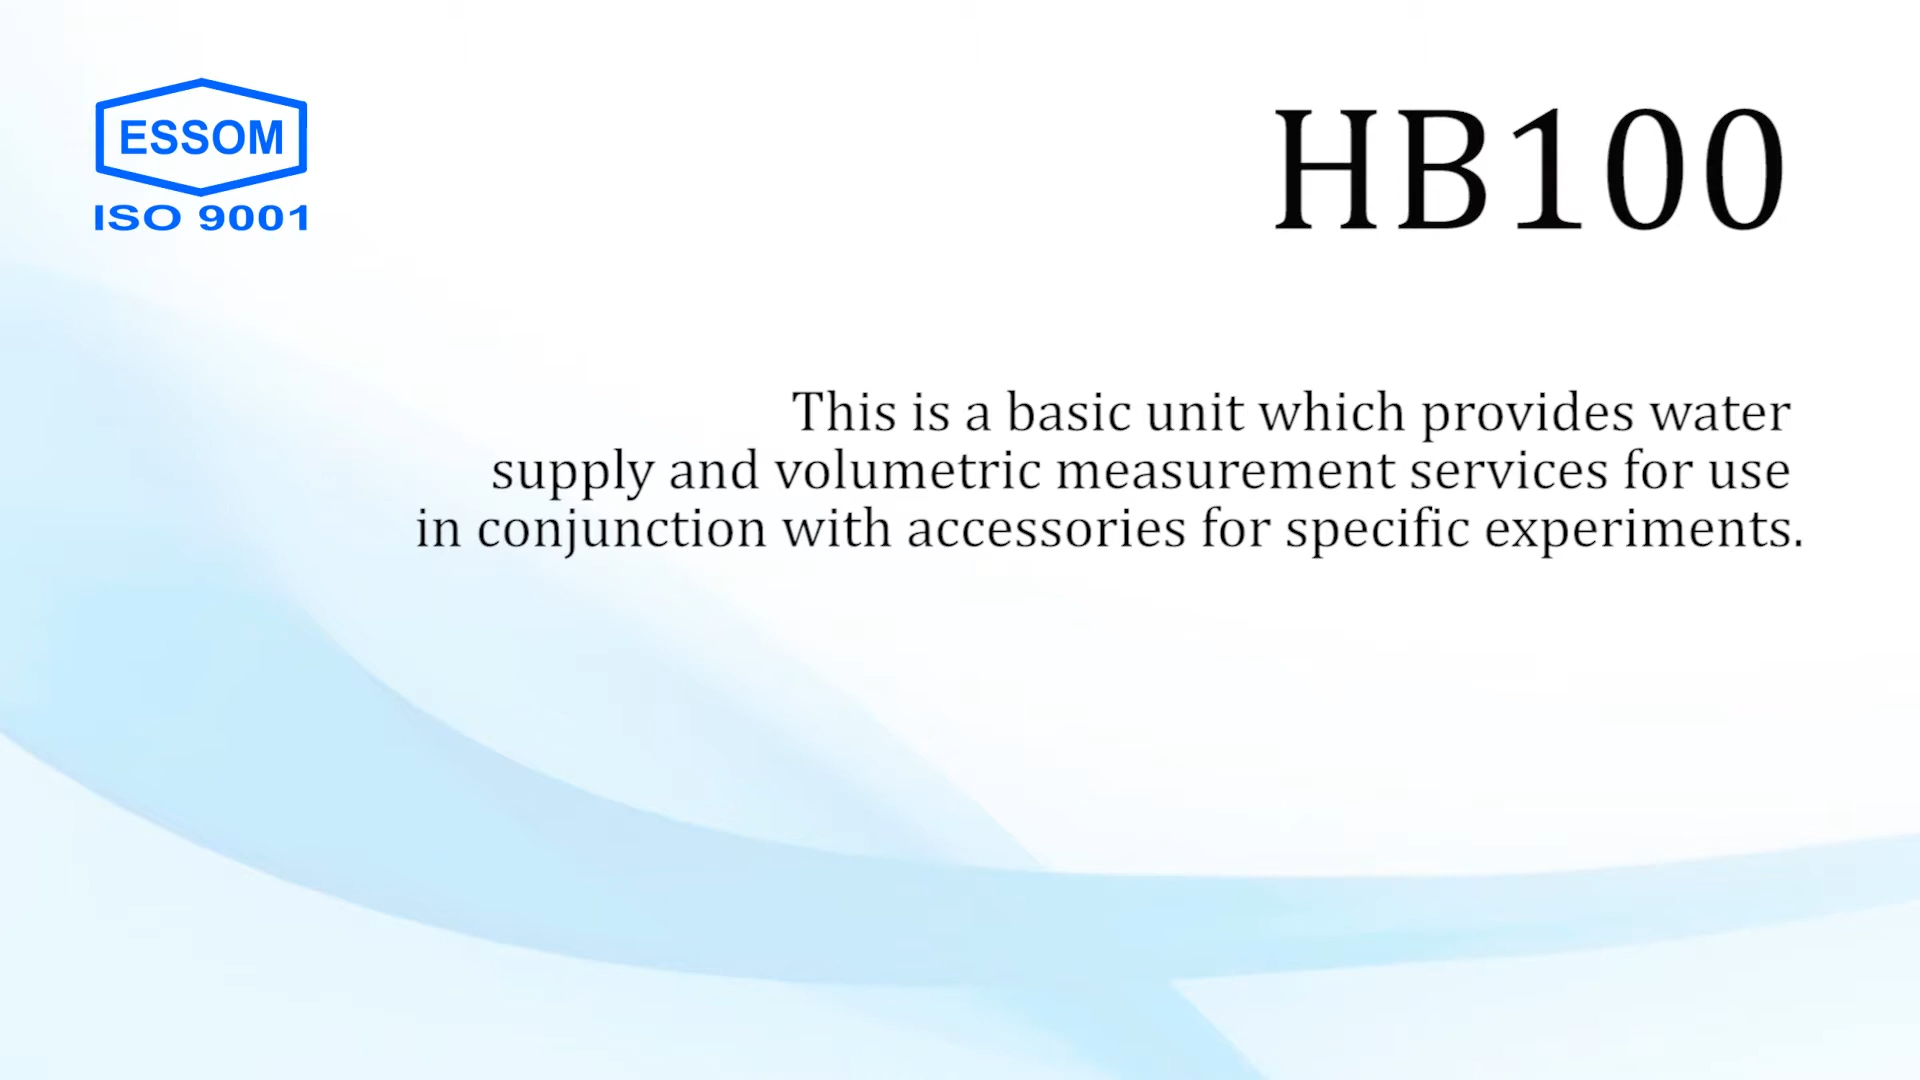 ESSOM
ISO 9001
HB100
This is a basic unit which provides water
supply and volumetric measurement services for use
in conjunction with accessories for specific experiments.